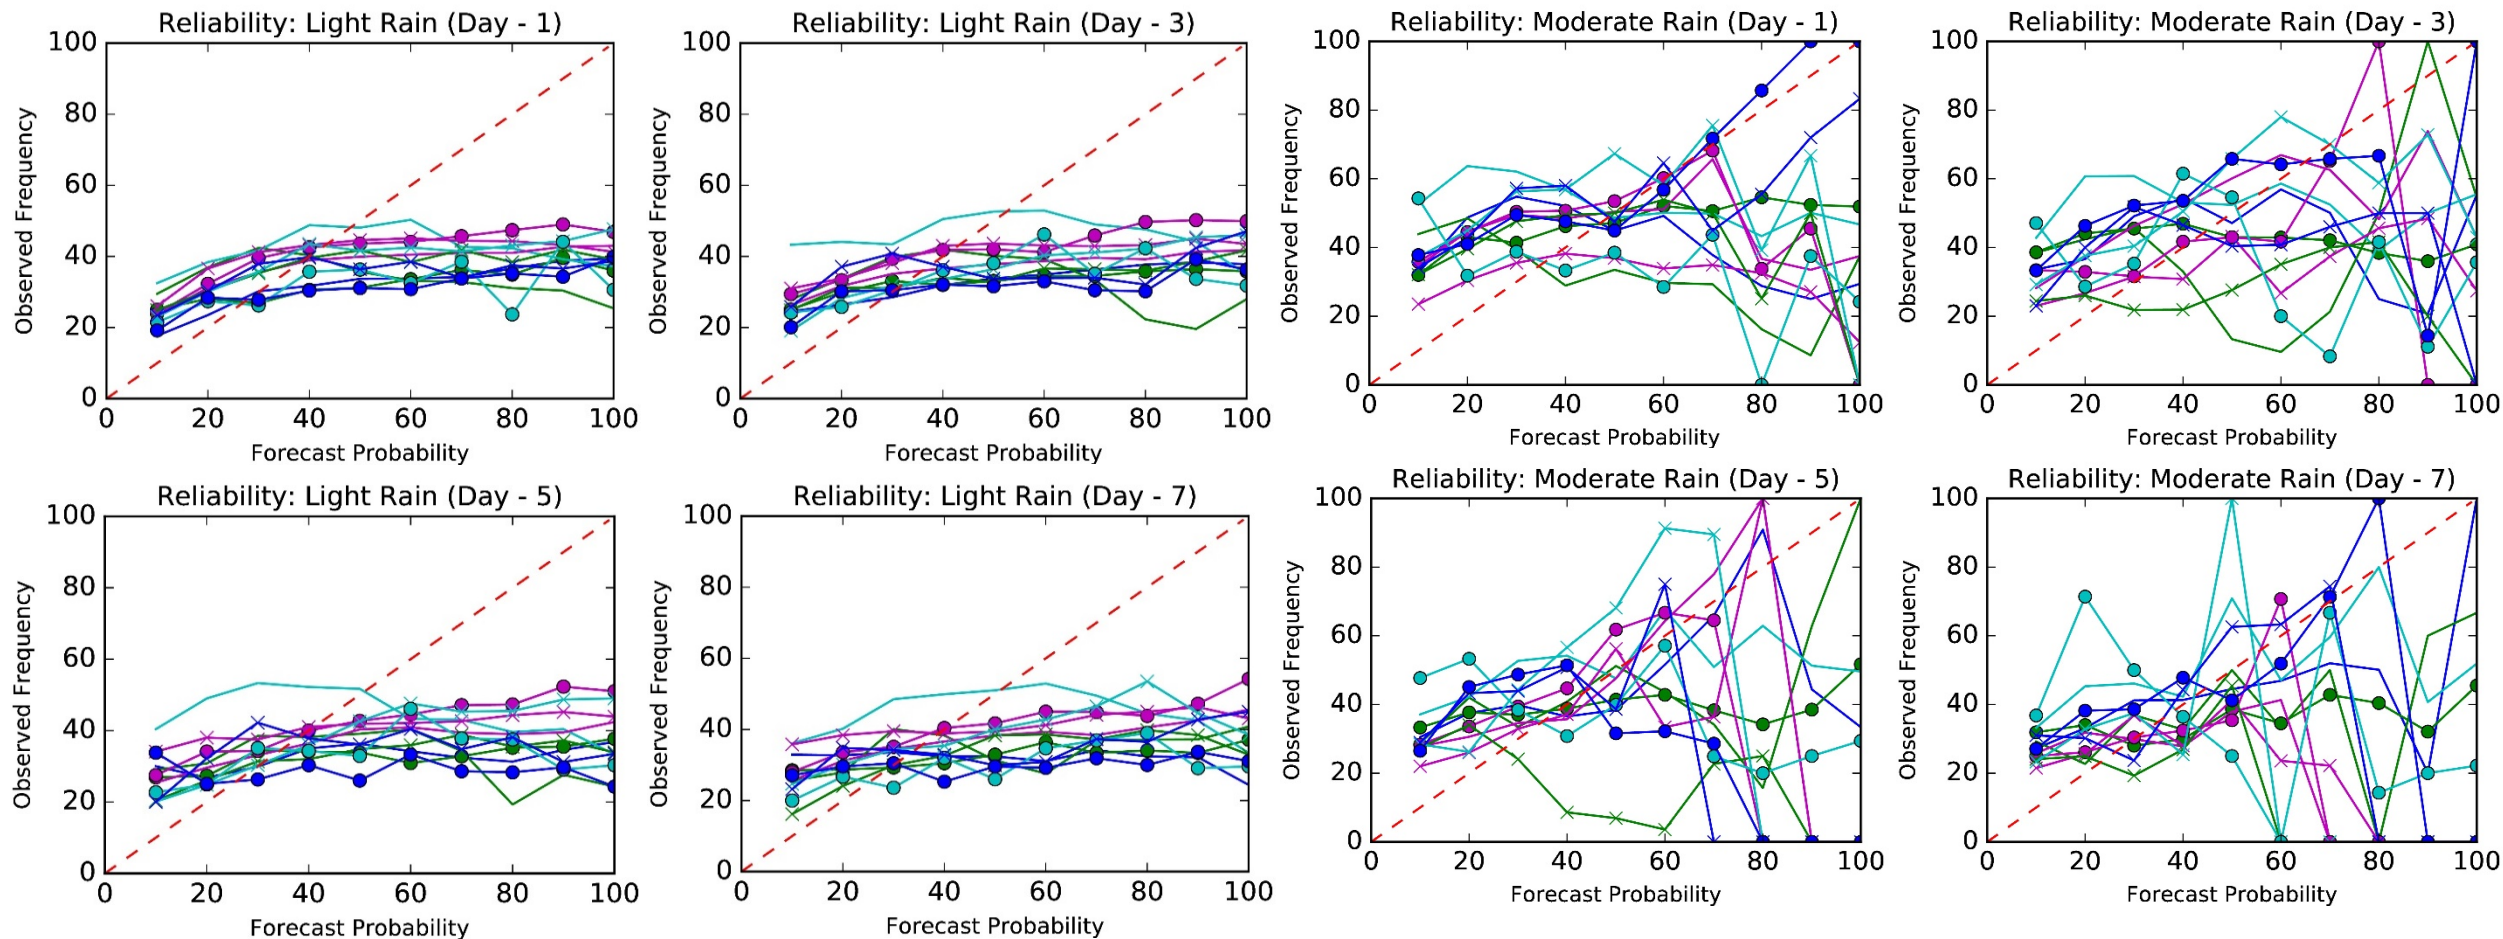 Reliability: Light Rain (Day - 1)
100
80
60
40
20
0
Observed Frequency
0 20 40 60 80 100
Forecast Probability
Reliability: Light Rain (Day - 3)
100
80
60
40
20
0
Observed Frequency
0 20 40 60 80 100
Forecast Probability
Reliability: Moderate Rain (Day - 1)
100
80
60
40
20
0
Observed Frequency
0 20 40 60 80 100
Forecast Probability
Reliability: Moderate Rain (Day - 3)
100
80
60
40
20
0
Observed Frequency
0 20 40 60 80 100
Forecast Probability
Reliability: Light Rain (Day - 5)
100
80
60
40
20
0
Observed Frequency
0 20 40 60 80 100
Forecast Probability
Reliability: Light Rain (Day - 7)
100
80
60
40
20
0
Observed Frequency
0 20 40 60 80 100
Forecast Probability
Reliability: Moderate Rain (Day - 5)
100
80
60
40
20
0
Observed Frequency
0 20 40 60 80 100
Forecast Probability
Reliability: Moderate Rain (Day - 7)
100
80
60
40
20
0
Observed Frequency
0 20 40 60 80 100
Forecast Probability